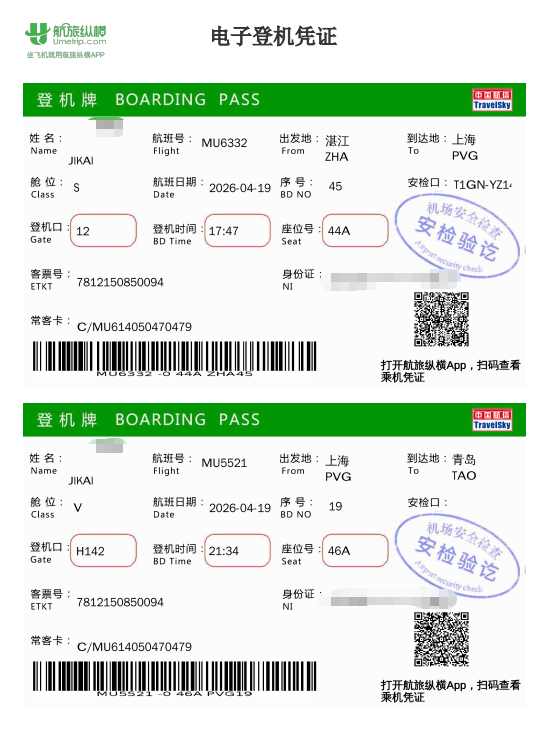 航旅纵横
Umetrip.com
坐飞机就用航旅纵横APP
电子登机凭证
登机牌 BOARDING PASS
中国航信
TravelSky
姓名： 航班号： MU6332 出发地： 湛江 到达地： 上海
Name JIKAI Flight From ZHA To PVG
舱位： S 航班日期： 2026-04-19 序号： 45 安检口： T1GN-YZ1
Class Date BD NO
登机口： 12 登机时间： 17:47 座位号： 44A
Gate BD Time Seat
机场安全检查
安检验讫
Airport security check
客票号： 7812150850094 身份证：
ETKT NI
常客卡： C/MU614050470479
MU6332 -0 44A ZHA45
打开航旅纵横App，扫码查看
乘机凭证
登机牌 BOARDING PASS
中国航信
TravelSky
姓名： 航班号： MU5521 出发地： 上海 到达地： 青岛
Name JIKAI Flight From PVG To TAO
舱位： V 航班日期： 2026-04-19 序号： 19 安检口：
Class Date BD NO
登机口： H142 登机时间： 21:34 座位号： 46A
Gate BD Time Seat
机场安全检查
安检验讫
Airport security check
客票号： 7812150850094 身份证：
ETKT NI
常客卡： C/MU614050470479
MU5521 -0 46A PVG19
打开航旅纵横App，扫码查看
乘机凭证